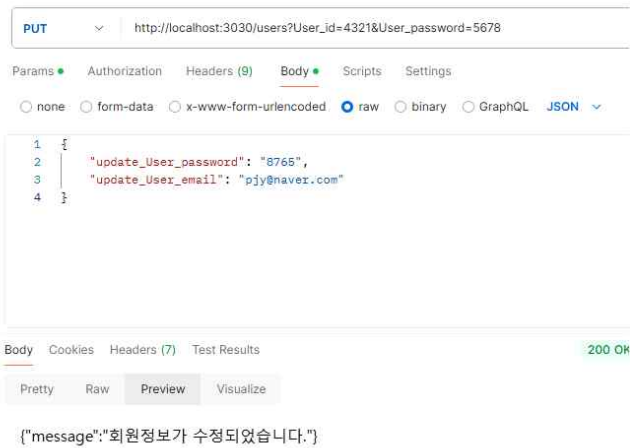 PUT http://localhost:3030/users?User_id=4321&User_password=5678
Params Authorization Headers (9) Body Scripts Settings
none form-data x-www-form-urlencoded raw binary GraphQL JSON
1 {
2 "update_User_password": "8765",
3 "update_User_email": "pjy@naver.com"
4 }
Body Cookies Headers (7) Test Results 200 OK
Pretty Raw Preview Visualize
{"message":"회원정보가 수정되었습니다."}